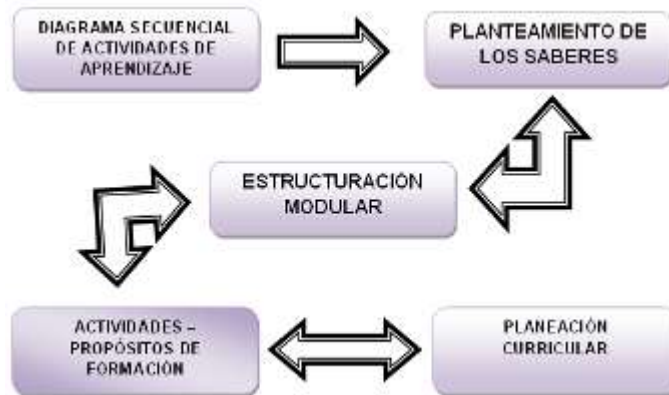 DIAGRAMA SECUENCIAL
DE ACTIVIDADES DE
APRENDIZAJE
PLANTEAMIENTO DE
LOS SABERES
ESTRUCTURACIÓN
MODULAR
ACTIVIDADES –
PROPÓSITOS DE
FORMACIÓN
PLANEACIÓN
CURRICULAR